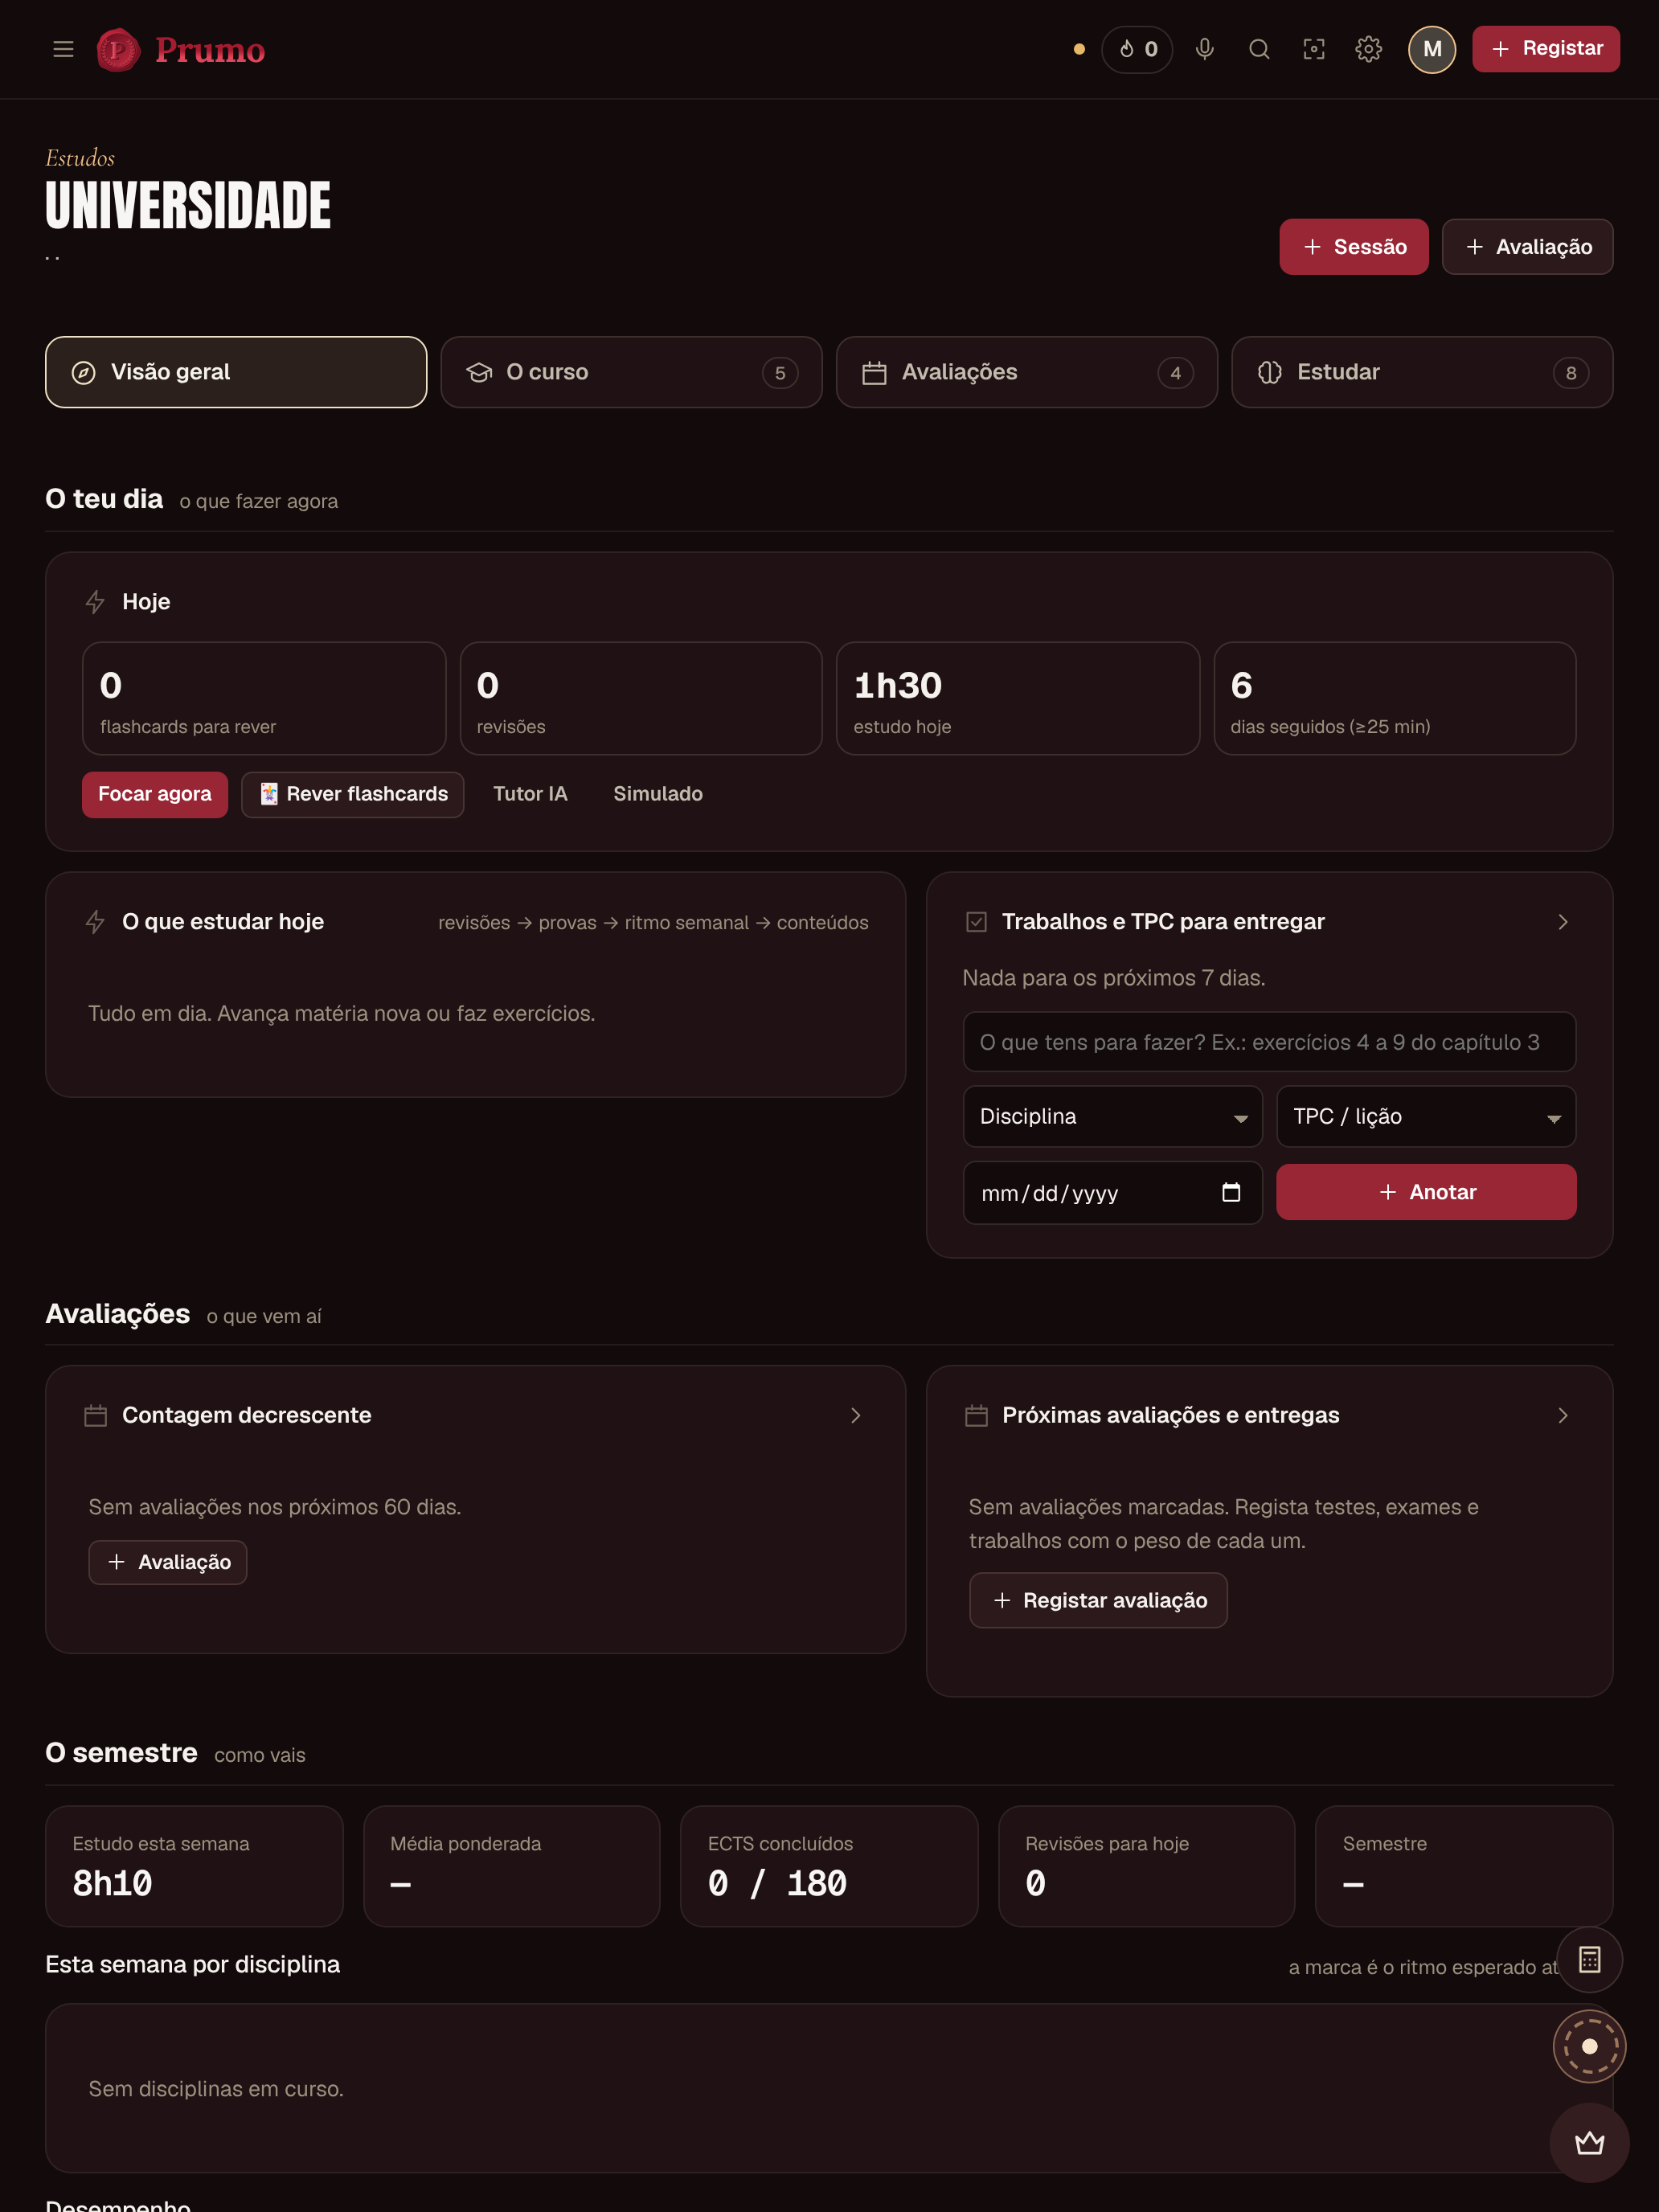 Prumo
0
M
+ Registar
Estudos
UNIVERSIDADE
· ·
+ Sessão
+ Avaliação
Visão geral
O curso 5
Avaliações 4
Estudar 8
O teu dia o que fazer agora
Hoje
0
flashcards para rever
0
revisões
1h30
estudo hoje
6
dias seguidos (≥25 min)
Focar agora
Rever flashcards
Tutor IA
Simulado
O que estudar hoje
revisões → provas → ritmo semanal → conteúdos
Tudo em dia. Avança matéria nova ou faz exercícios.
Trabalhos e TPC para entregar
Nada para os próximos 7 dias.
O que tens para fazer? Ex.: exercícios 4 a 9 do capítulo 3
Disciplina
TPC / lição
mm/dd/yyyy
+ Anotar
Avaliações o que vem aí
Contagem decrescente
Sem avaliações nos próximos 60 dias.
+ Avaliação
Próximas avaliações e entregas
Sem avaliações marcadas. Regista testes, exames e
trabalhos com o peso de cada um.
+ Registar avaliação
O semestre como vais
Estudo esta semana
8h10
Média ponderada
—
ECTS concluídos
0 / 180
Revisões para hoje
0
Semestre
—
Esta semana por disciplina
a marca é o ritmo esperado
Sem disciplinas em curso.
Desempenho